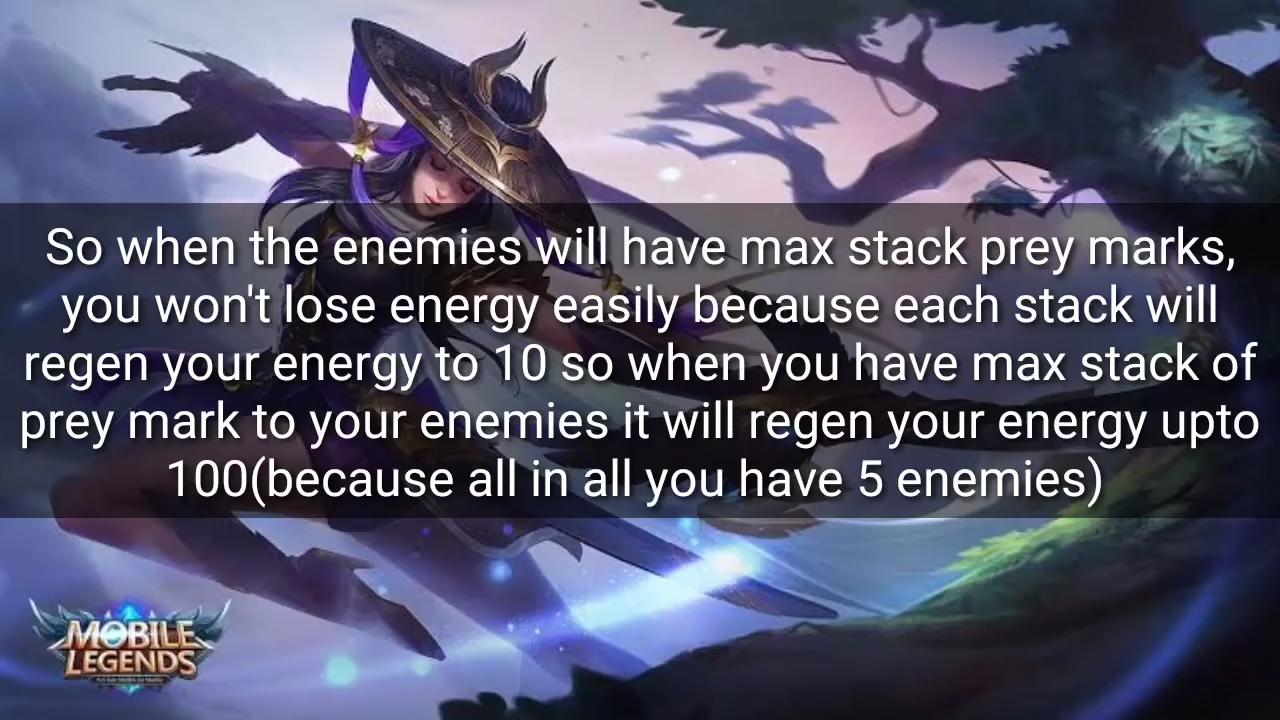 So when the enemies will have max stack prey marks,
you won't lose energy easily because each stack will
regen your energy to 10 so when you have max stack of
prey mark to your enemies it will regen your energy upto
100(because all in all you have 5 enemies)
MOBILE
LEGENDS